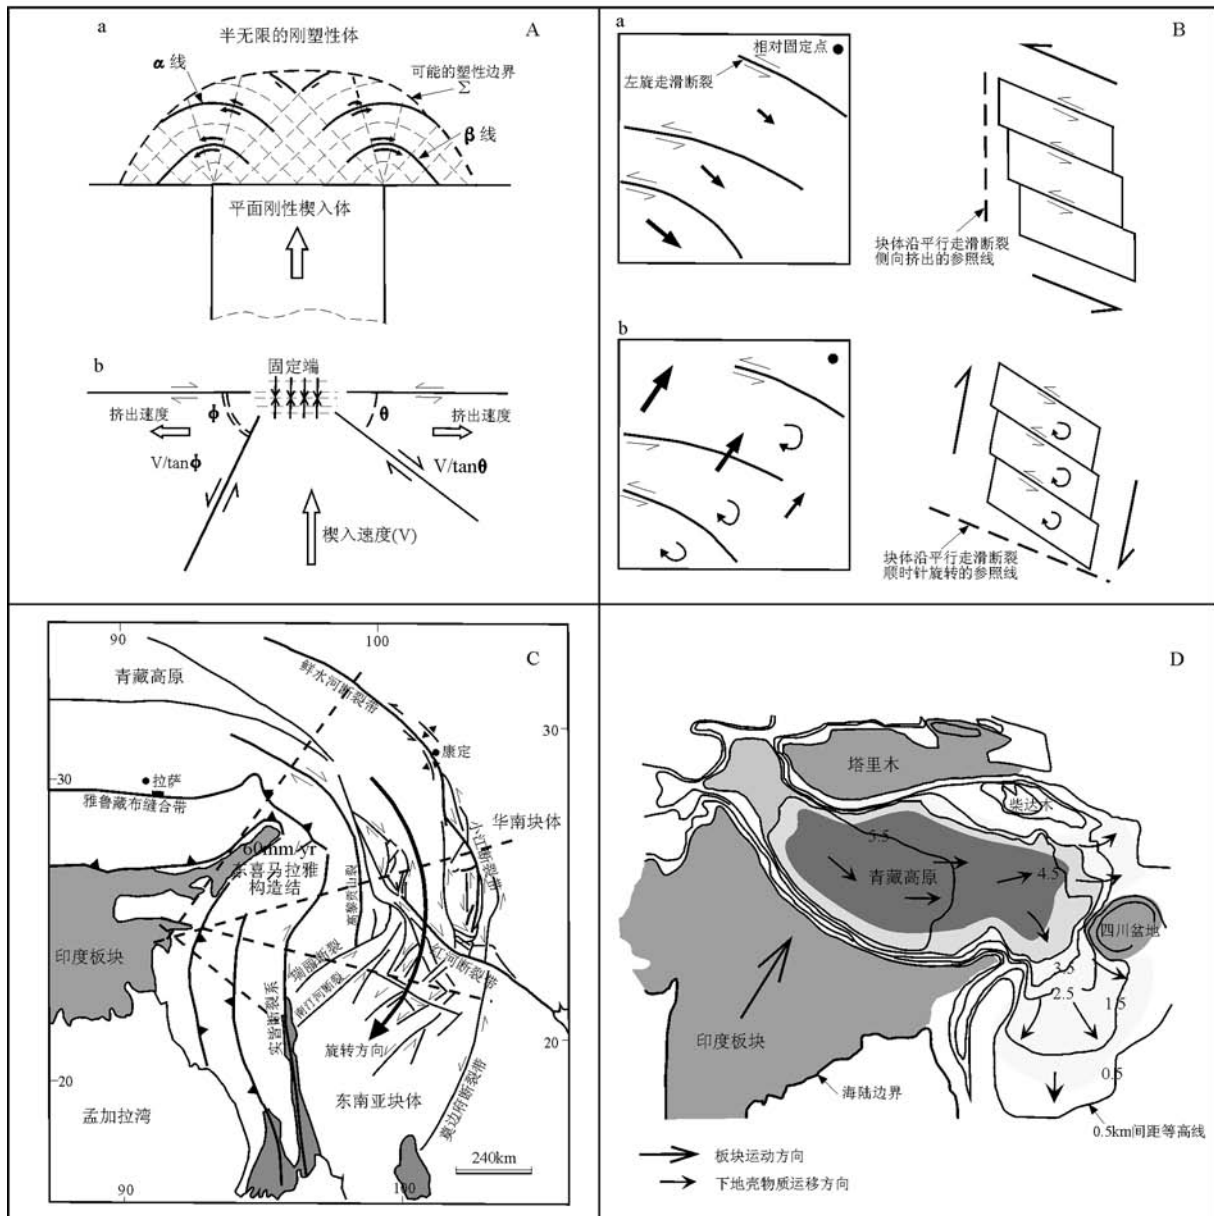 A
a
半无限的刚塑性体
α 线
可能的塑性边界
Σ
β 线
平面刚性楔入体
b
固定端
挤出速度
ϕ
θ
挤出速度
V/tanϕ
V/tanθ
楔入速度(V)
B
a
相对固定点
左旋走滑断裂
块体沿平行走滑断裂
侧向挤出的参照线
b
块体沿平行走滑断裂
顺时针旋转的参照线
C
90
100
青藏高原
鲜水河断裂带
30
康定
30
拉萨
雅鲁藏布缝合带
华南块体
小江断裂带
60mm/yr
东喜马拉雅
构造结
高黎贡山裂
印度板块
红河断裂带
瑞丽断裂
南汀河断裂
实皆断裂系
旋转方向
20
20
东南亚块体
奠边府断裂带
孟加拉湾
240km
90
100
D
塔里木
柴达木
5.5
青藏高原
4.5
四川盆地
3.5
2.5
1.5
印度板块
0.5
海陆边界
0.5km间距等高线
板块运动方向
下地壳物质运移方向